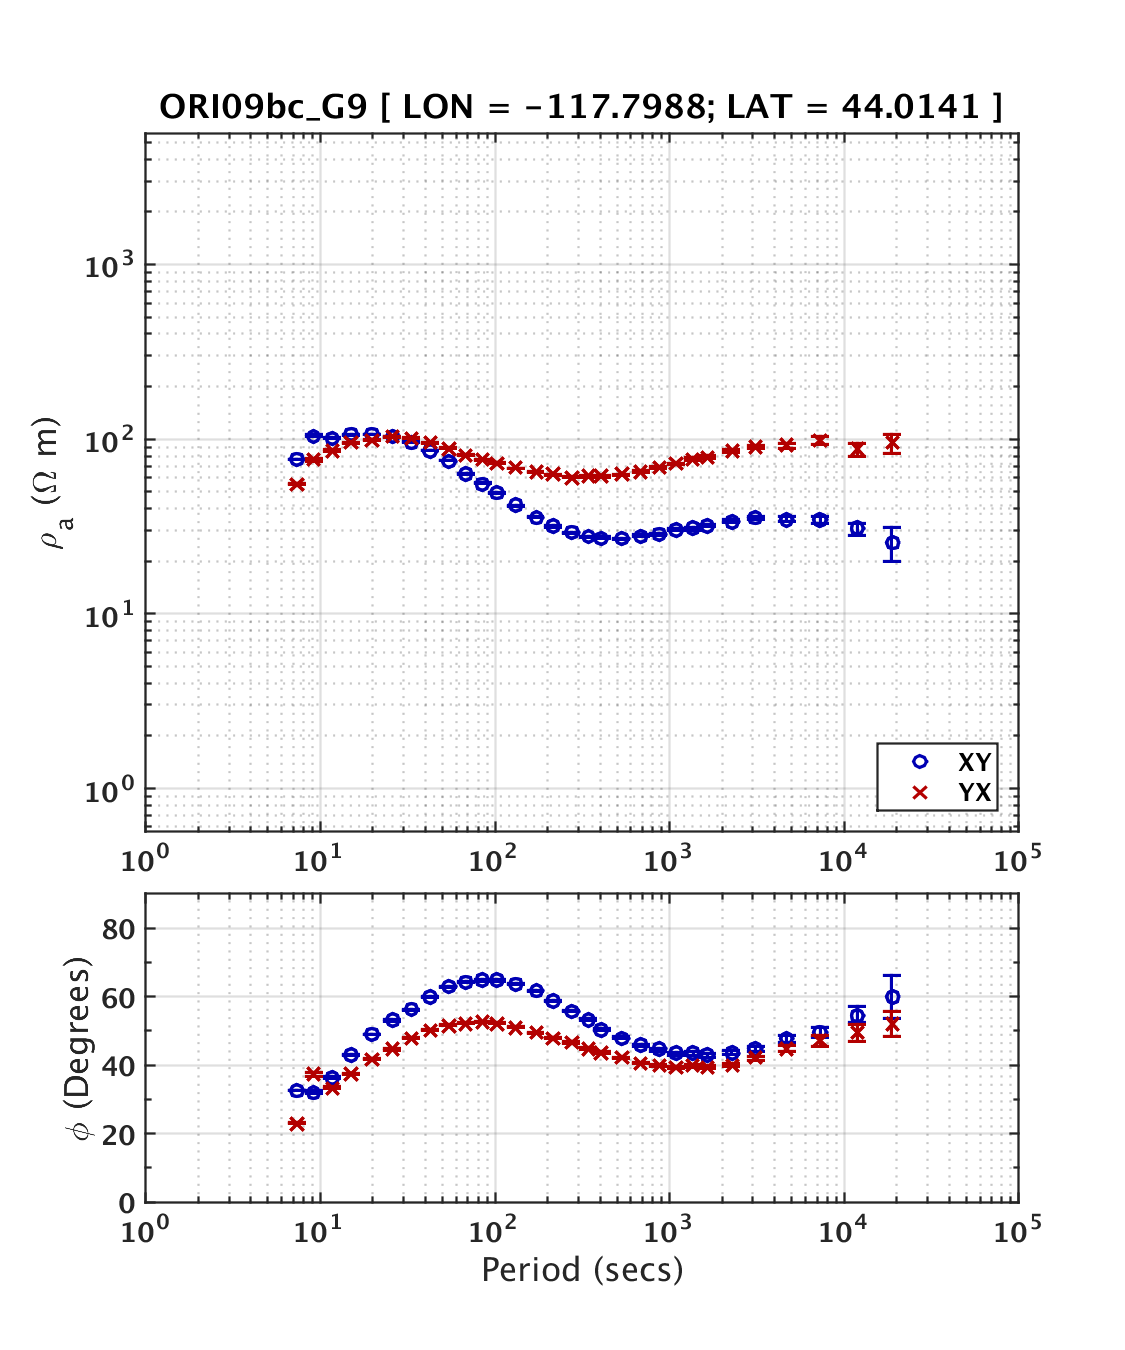 ORI09bc_G9 [ LON = -117.7988; LAT = 44.0141 ]
10³
10²
10¹
10⁰
ρₐ (Ω m)
XY
YX
10⁰ 10¹ 10² 10³ 10⁴ 10⁵
80
60
40
20
0
ϕ (Degrees)
10⁰ 10¹ 10² 10³ 10⁴ 10⁵
Period (secs)